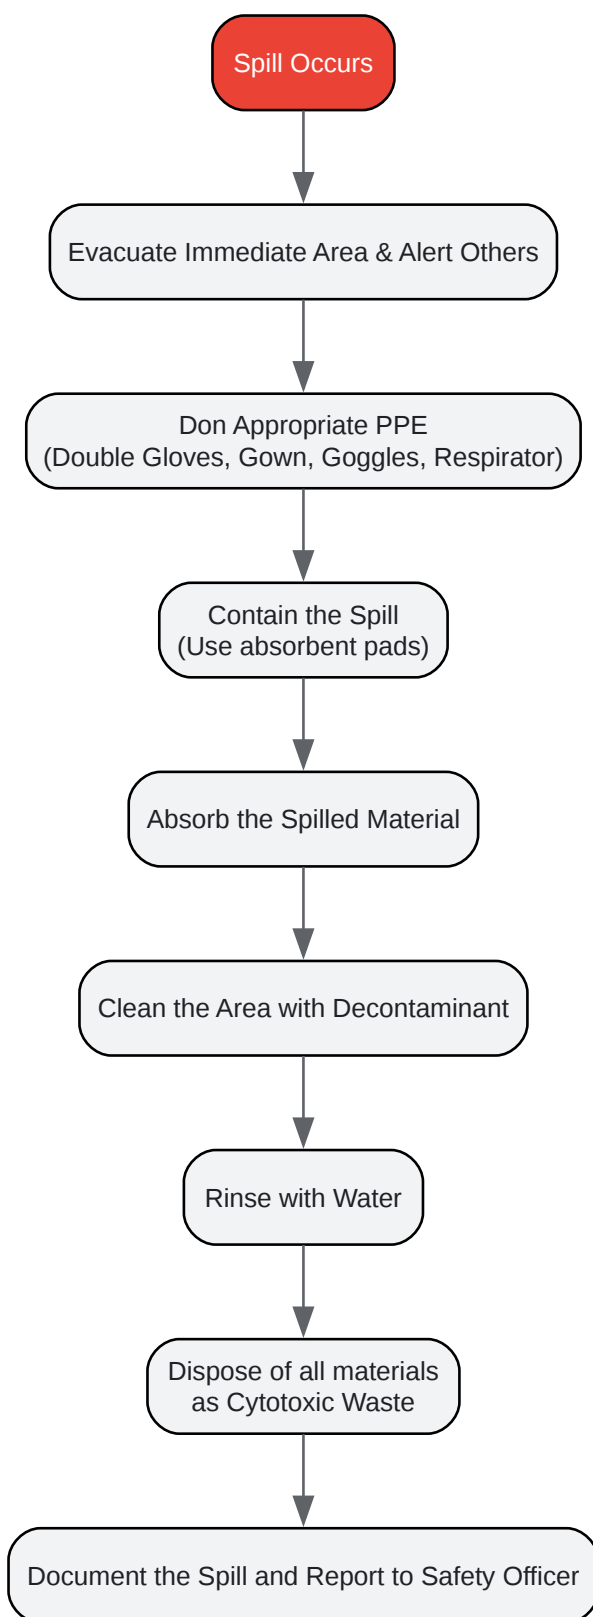 Spill Occurs
Evacuate Immediate Area & Alert Others
Don Appropriate PPE
(Double Gloves, Gown, Goggles, Respirator)
Contain the Spill
(Use absorbent pads)
Absorb the Spilled Material
Clean the Area with Decontaminant
Rinse with Water
Dispose of all materials
as Cytotoxic Waste
Document the Spill and Report to Safety Officer